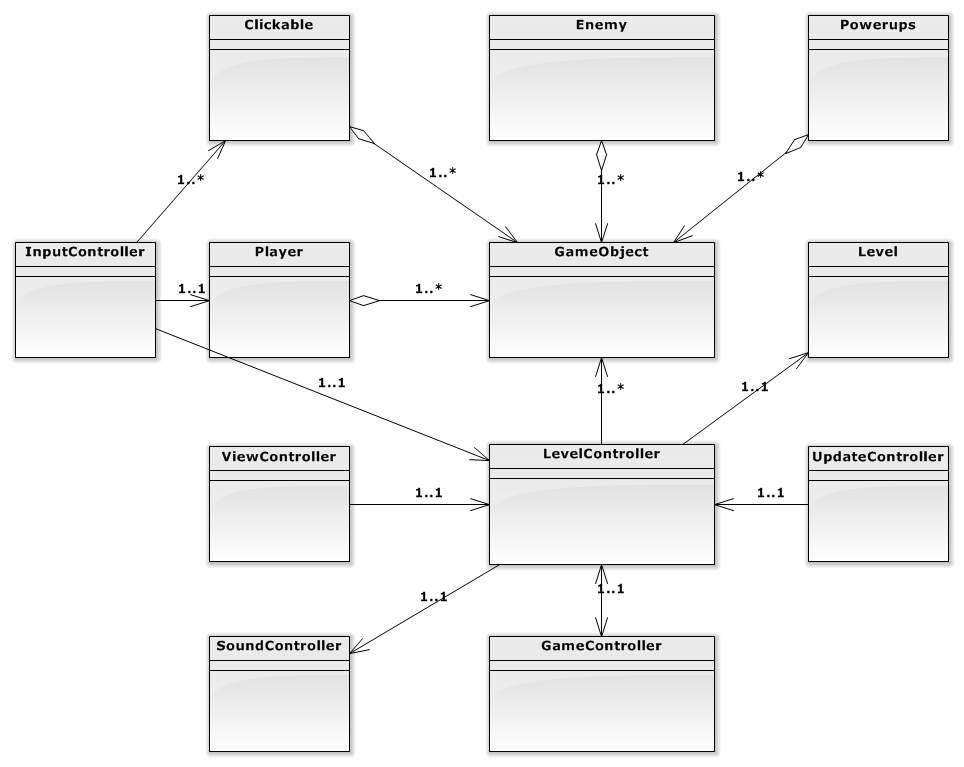 Clickable
Enemy
Powerups
1..*
1..*
1..*
1..*
InputController
Player
GameObject
Level
1..1
1..*
1..1
1..*
1..1
ViewController
LevelController
UpdateController
1..1
1..1
1..1
1..1
SoundController
GameController